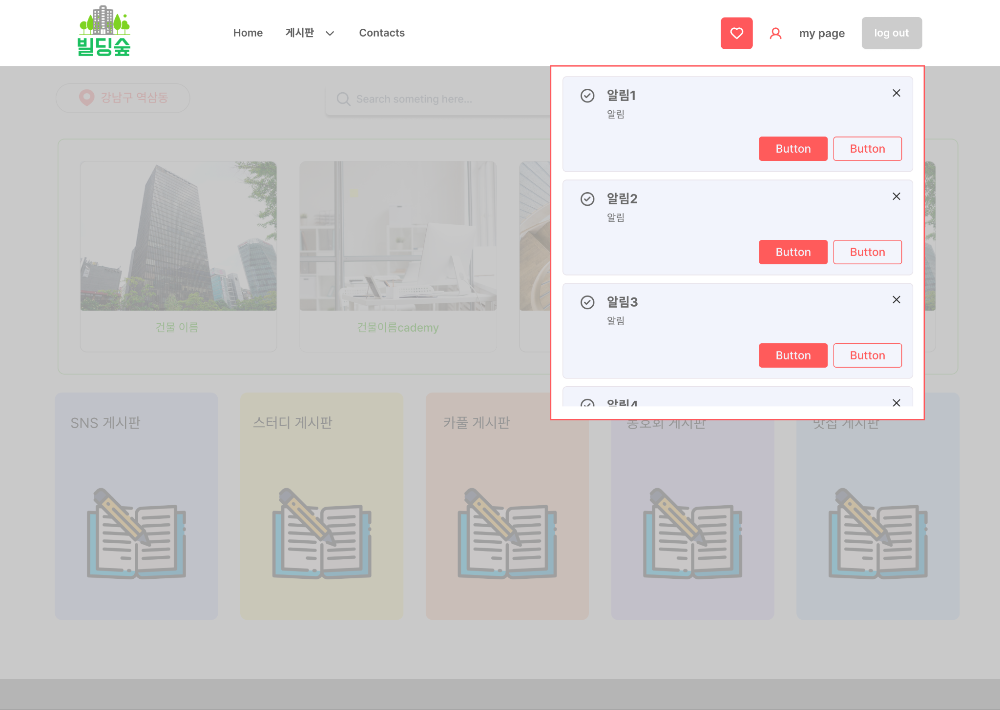 빌딩숲
Home
게시판
Contacts
my page
log out
강남구 역삼동
Search someting here...
알림1
알림
Button
Button
알림2
알림
Button
Button
알림3
알림
Button
Button
알림4
건물 이름
건물이름cademy
SNS 게시판
스터디 게시판
카풀 게시판
동호회 게시판
맛집 게시판